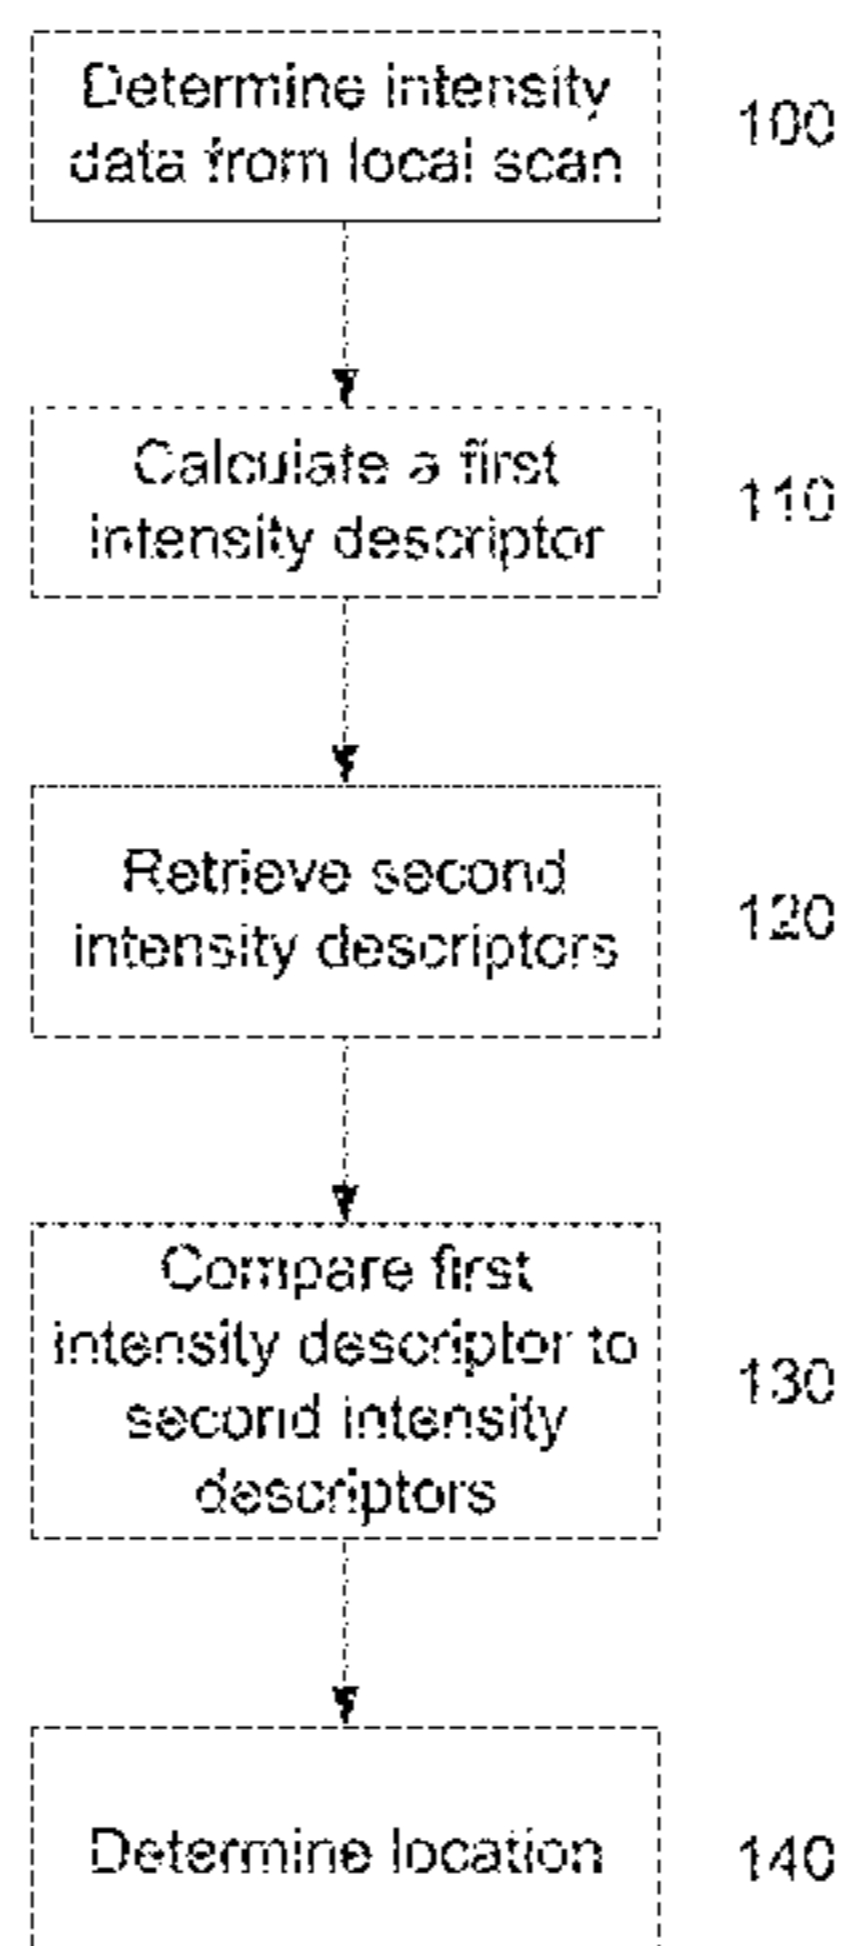 Determine intensity
data from local scan
100
Calculate a first
intensity descriptor
110
Retrieve second
intensity descriptors
120
Compare first
intensity descriptor to
second intensity
descriptors
130
Determine location
140